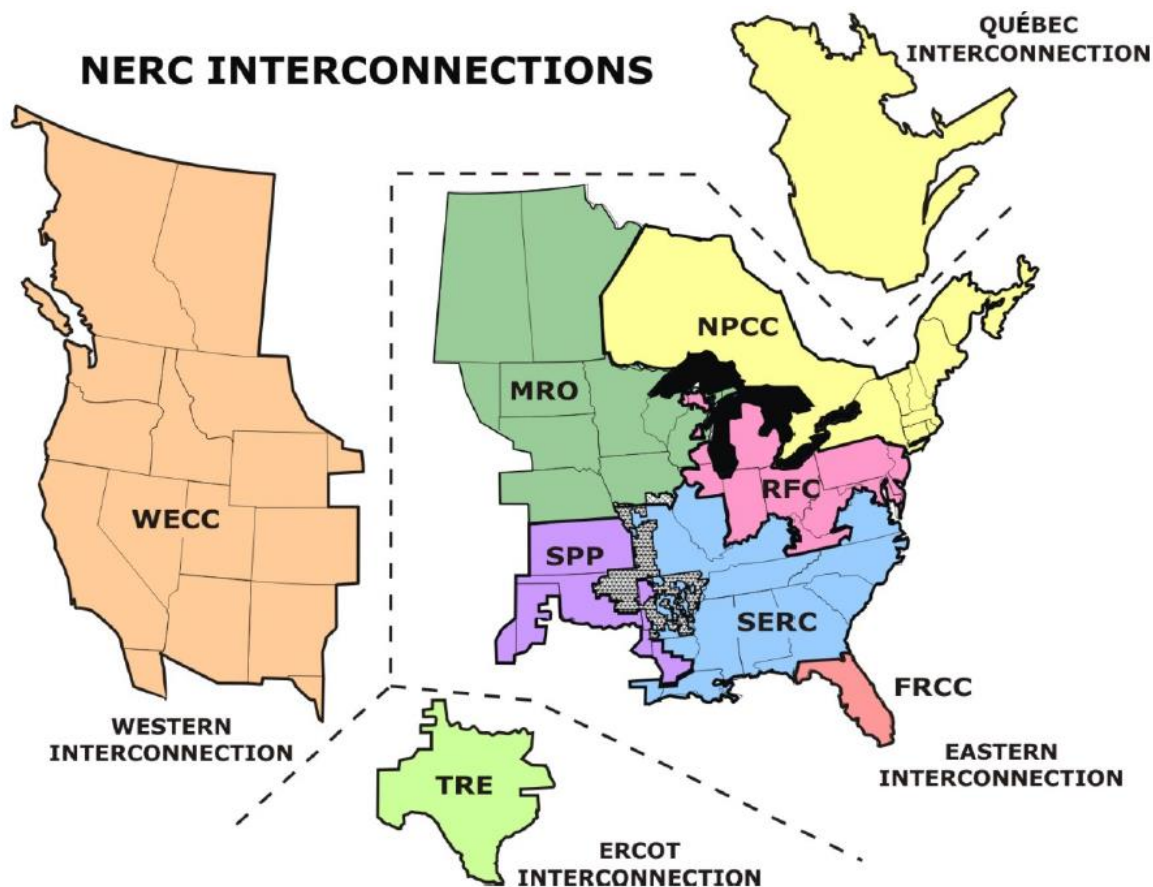 QUÉBEC
INTERCONNECTION
NERC INTERCONNECTIONS
NPCC
MRO
RFC
WECC
SPP
SERC
FRCC
WESTERN
INTERCONNECTION
EASTERN
INTERCONNECTION
TRE
ERCOT
INTERCONNECTION